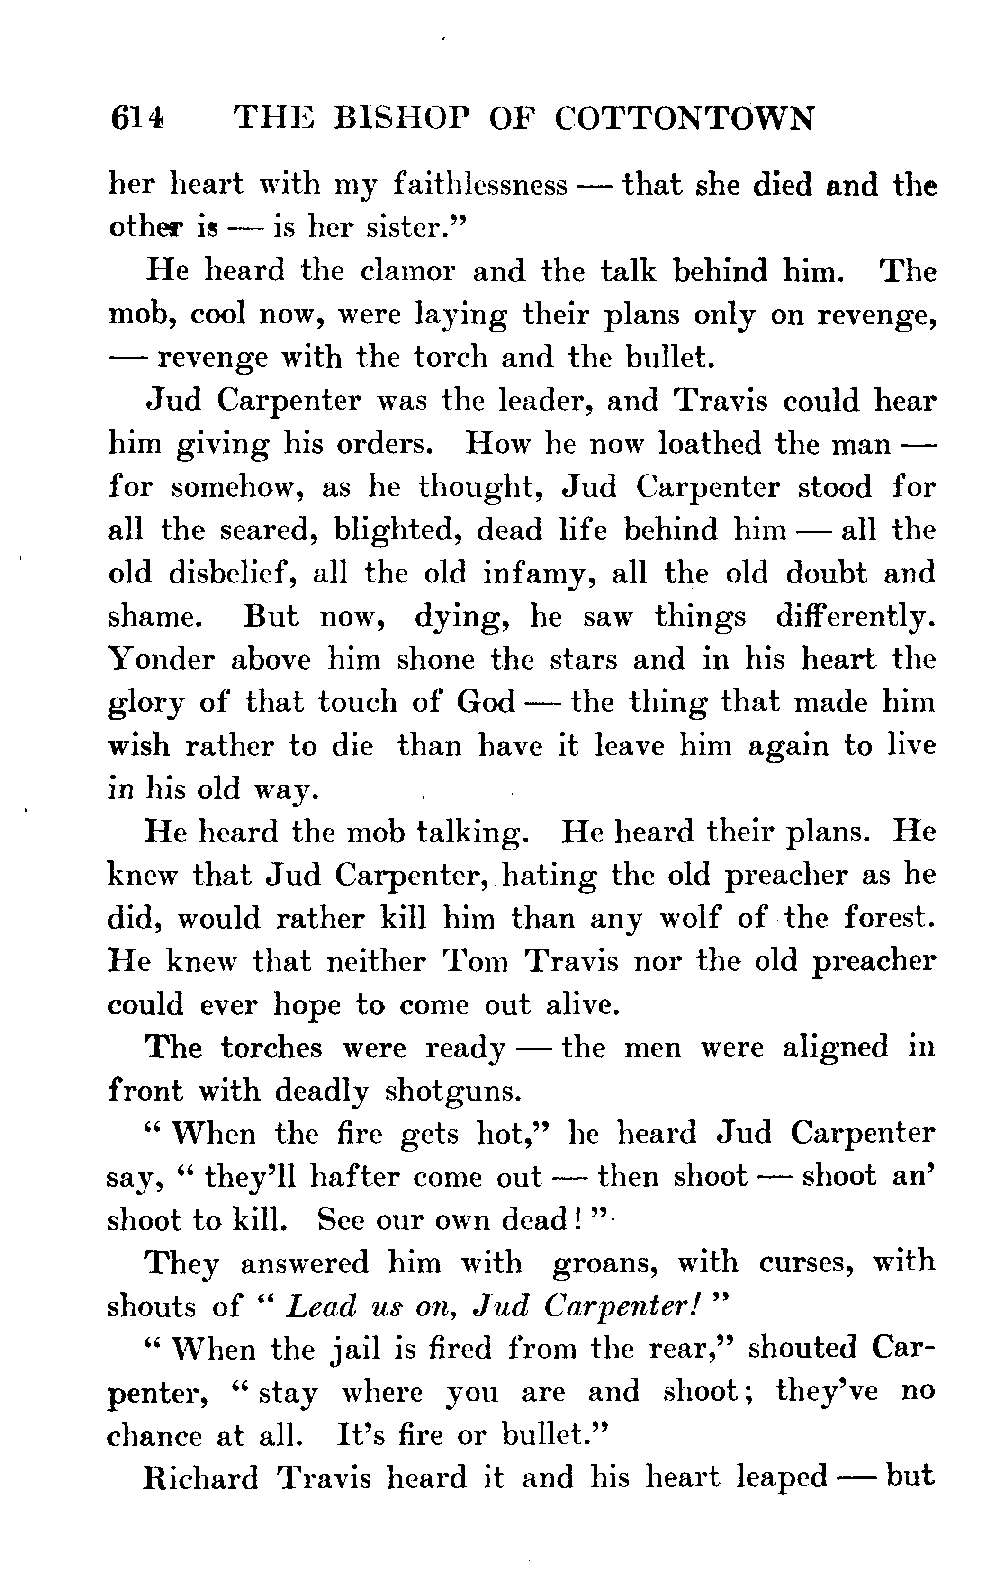 614 THE BISHOP OF COTTONTOWN
her heart with my faithlessness — that she died and the
other is — is her sister.”
He heard the clamor and the talk behind him. The
mob, cool now, were laying their plans only on revenge,
— revenge with the torch and the bullet.
Jud Carpenter was the leader, and Travis could hear
him giving his orders. How he now loathed the man —
for somehow, as he thought, Jud Carpenter stood for
all the seared, blighted, dead life behind him — all the
old disbelief, all the old infamy, all the old doubt and
shame. But now, dying, he saw things differently.
Yonder above him shone the stars and in his heart the
glory of that touch of God — the thing that made him
wish rather to die than have it leave him again to live
in his old way.
He heard the mob talking. He heard their plans. He
knew that Jud Carpenter, hating the old preacher as he
did, would rather kill him than any wolf of the forest.
He knew that neither Tom Travis nor the old preacher
could ever hope to come out alive.
The torches were ready — the men were aligned in
front with deadly shotguns.
“ When the fire gets hot,” he heard Jud Carpenter
say, “ they’ll hafter come out — then shoot — shoot an’
shoot to kill. See our own dead! ”
They answered him with groans, with curses, with
shouts of “ Lead us on, Jud Carpenter! ”
“ When the jail is fired from the rear,” shouted Car-
penter, “ stay where you are and shoot; they’ve no
chance at all. It’s fire or bullet.”
Richard Travis heard it and his heart leaped — but